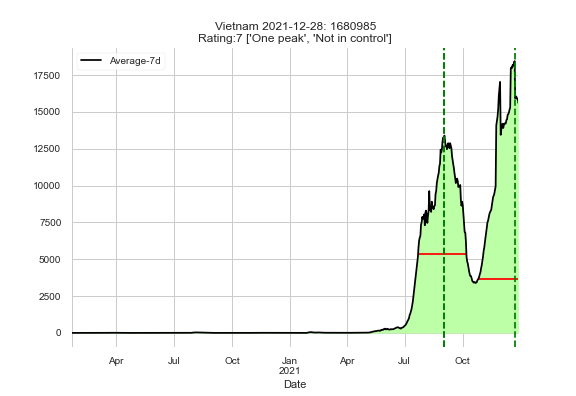 Vietnam 2021-12-28: 1680985
Rating:7 ['One peak', 'Not in control']
Average-7d
17500
15000
12500
10000
7500
5000
2500
0
Apr Jul Oct Jan Apr Jul Oct
2021
Date